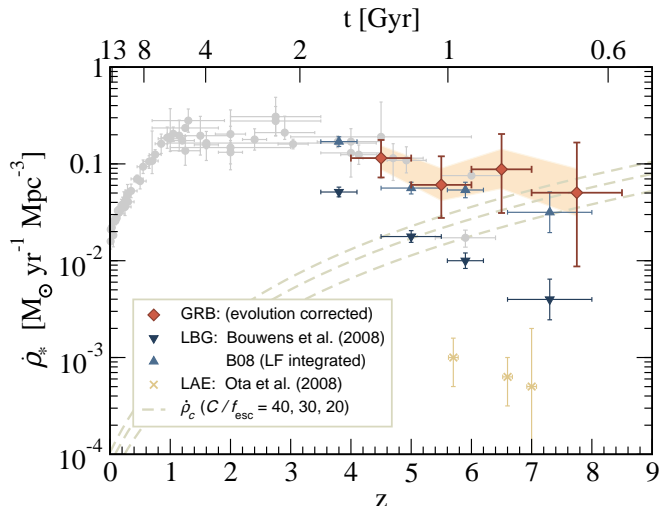 t [Gyr]
13 8 4 2 1 0.6
1
0.1
10⁻²
10⁻³
10⁻⁴
ρ̇* [M⊙ yr⁻¹ Mpc⁻³]
GRB: (evolution corrected)
LBG: Bouwens et al. (2008)
B08 (LF integrated)
LAE: Ota et al. (2008)
ρ̇c (C / fesc = 40, 30, 20)
0 1 2 3 4 5 6 7 8 9
z